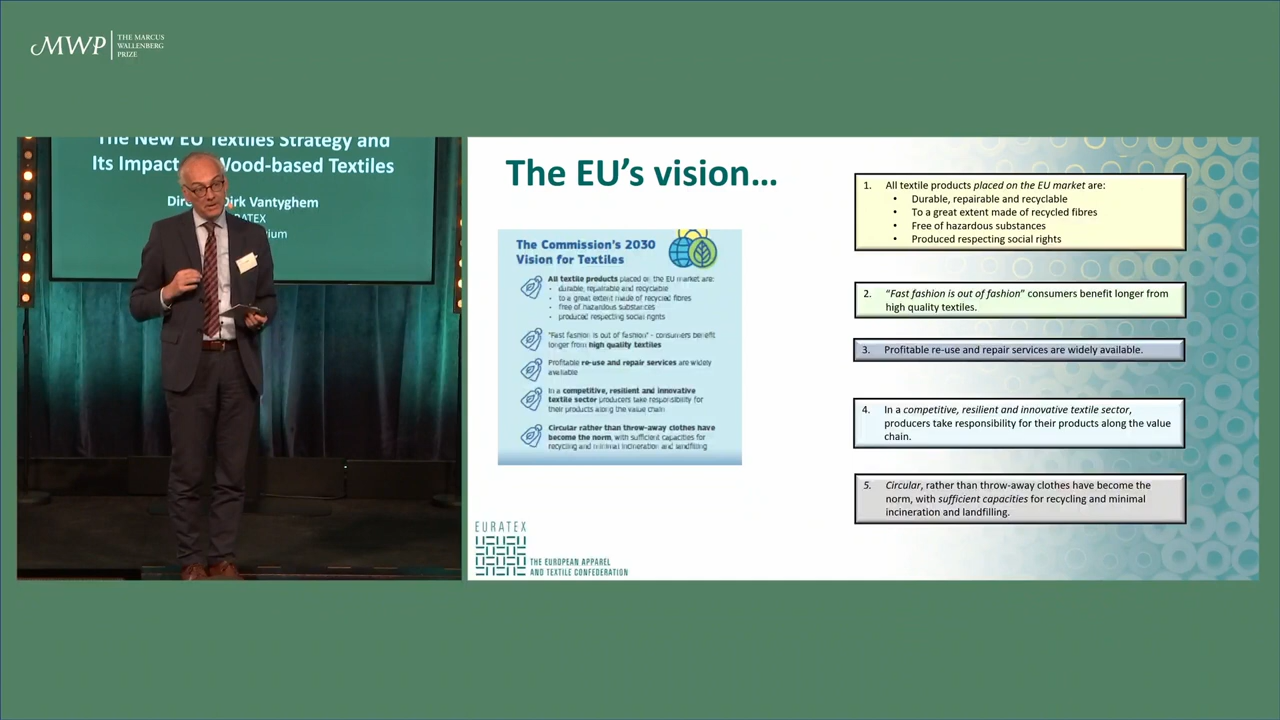 MWP
THE MARCUS
WALLENBERG
PRIZE
The New EU Textiles Strategy and
Its Impact Wood-based Textiles
Dirk Vantyghem
The EU's vision…
The Commission's 2030
Vision for Textiles
All textile products placed on the EU market are:
• durable, repairable and recyclable
• to a great extent made of recycled fibres
• free of hazardous substances
• produced respecting social rights
"Fast fashion is out of fashion" - consumers benefit
longer from high quality textiles
Profitable re-use and repair services are widely
available
In a competitive, resilient and innovative
textile sector producers take responsibility for
their products along the value chain
Circular rather than throw-away clothes have
become the norm, with sufficient capacities for
recycling and minimal incineration and landfilling
1. All textile products placed on the EU market are:
• Durable, repairable and recyclable
• To a great extent made of recycled fibres
• Free of hazardous substances
• Produced respecting social rights
2. "Fast fashion is out of fashion" consumers benefit longer from
high quality textiles.
3. Profitable re-use and repair services are widely available.
4. In a competitive, resilient and innovative textile sector,
producers take responsibility for their products along the value
chain.
5. Circular, rather than throw-away clothes have become the
norm, with sufficient capacities for recycling and minimal
incineration and landfilling.
EURATEX
THE EUROPEAN APPAREL
AND TEXTILE CONFEDERATION